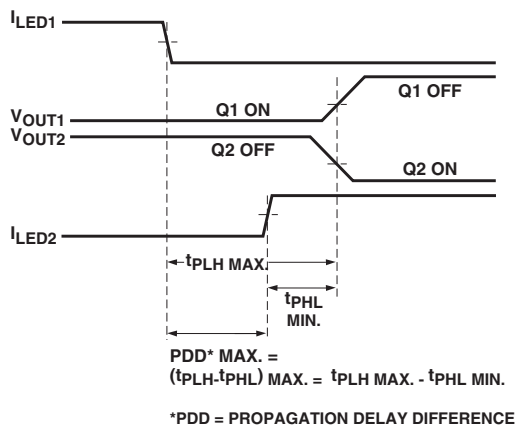 ILED1
VOUT1
Q1 ON
Q1 OFF
VOUT2
Q2 OFF
Q2 ON
ILED2
tPLH MAX.
tPHL
MIN.
PDD* MAX. =
(tPLH-tPHL) MAX. = tPLH MAX. - tPHL MIN.
*PDD = PROPAGATION DELAY DIFFERENCE